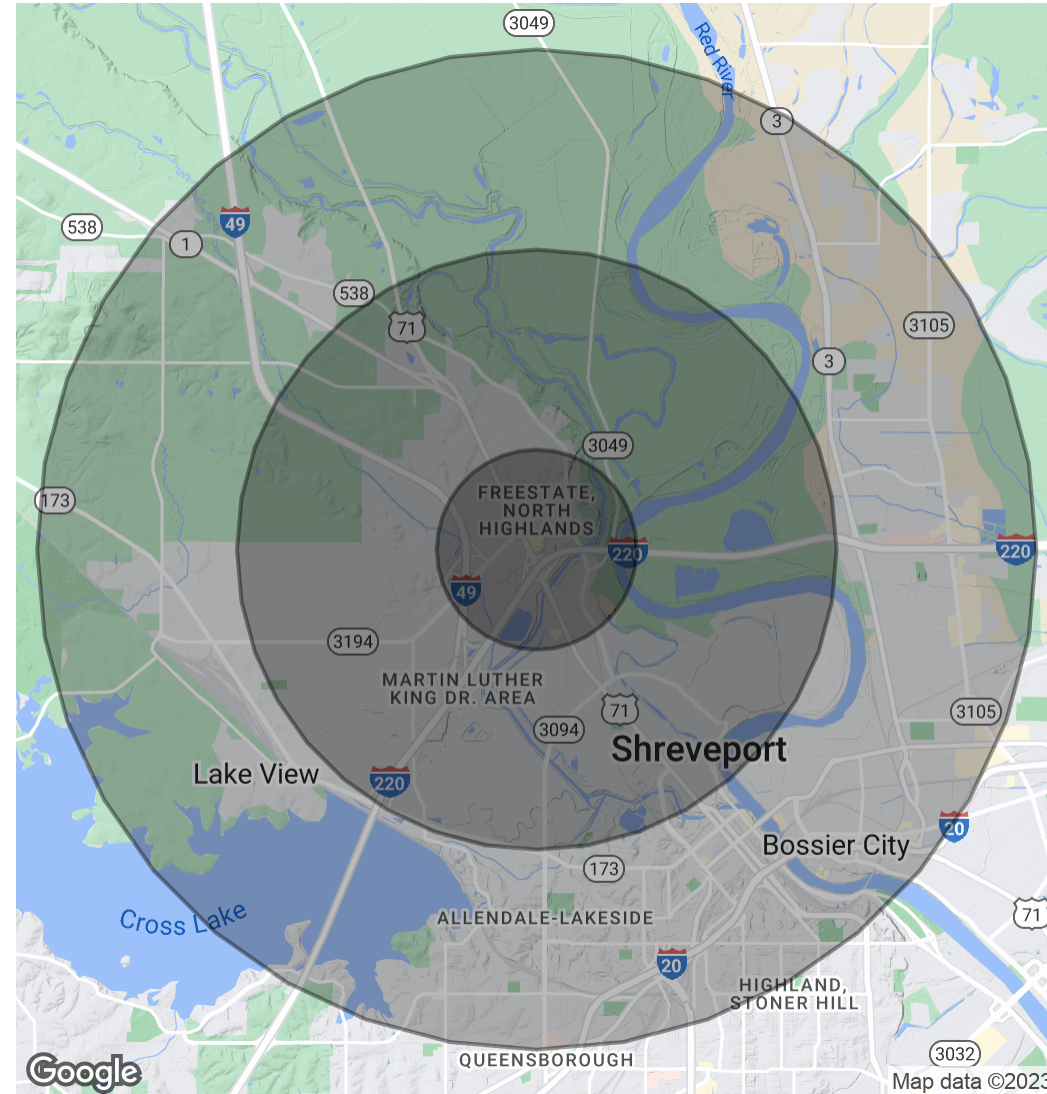 3049
Red River
3
49
538
1
538
71
3105
3
3049
173
FREESTATE,
NORTH
HIGHLANDS
220
220
49
3194
MARTIN LUTHER
KING DR. AREA
71
3105
3094
Shreveport
Lake View
220
20
Bossier City
173
71
Cross Lake
ALLENDALE-LAKESIDE
20
HIGHLAND,
STONER HILL
3032
QUEENSBOROUGH
Google
Map data ©2023